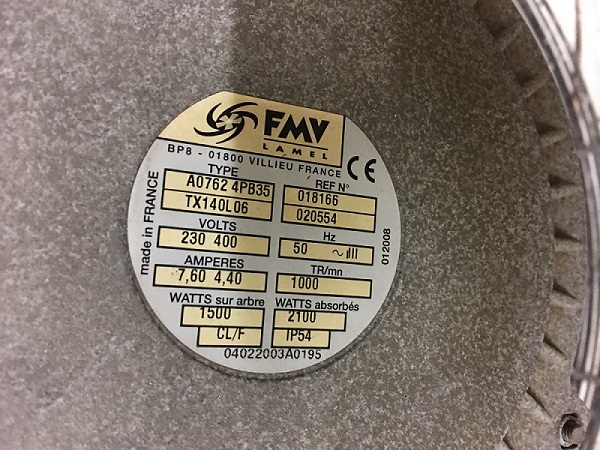 FMV
LAMEL
BP8 - 01800 VILLIEU FRANCE
CE
TYPE
A0762 4PB35
TX140L06
REF N°
018166
020554
VOLTS
230 400
Hz
50 ~
AMPERES
7,60 4,40
TR/mn
1000
WATTS sur arbre
1500
WATTS absorbés
2100
CL/F
IP54
04022003A0195
made in FRANCE
012008